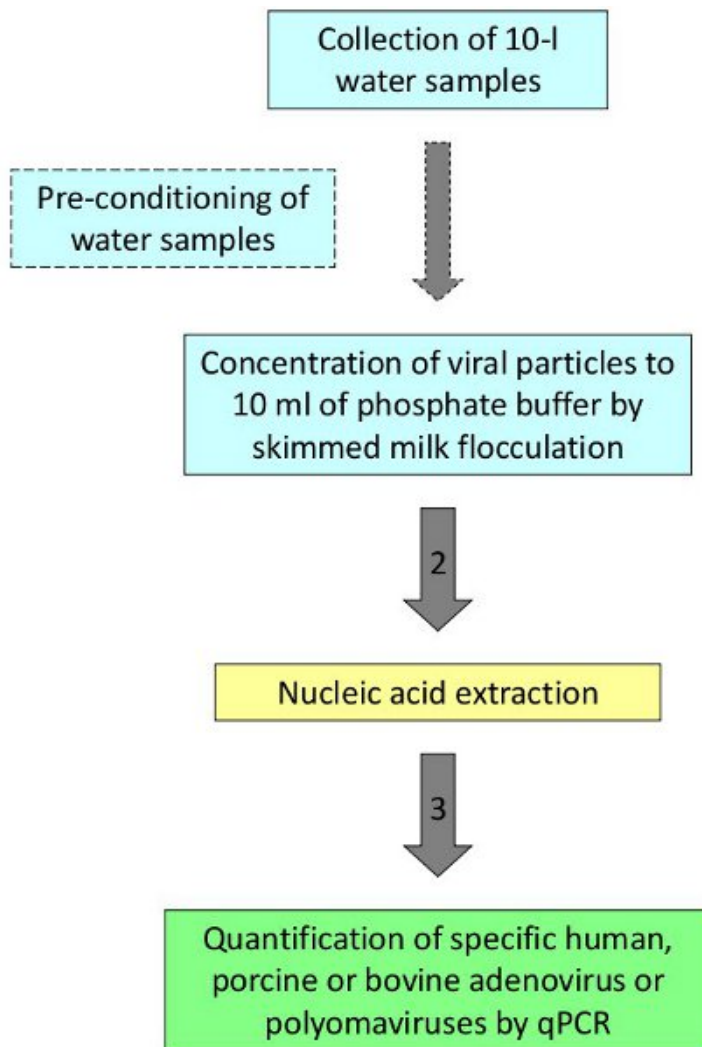 Collection of 10-l
water samples
Pre-conditioning of
water samples
Concentration of viral particles to
10 ml of phosphate buffer by
skimmed milk flocculation
2
Nucleic acid extraction
3
Quantification of specific human,
porcine or bovine adenovirus or
polyomaviruses by qPCR